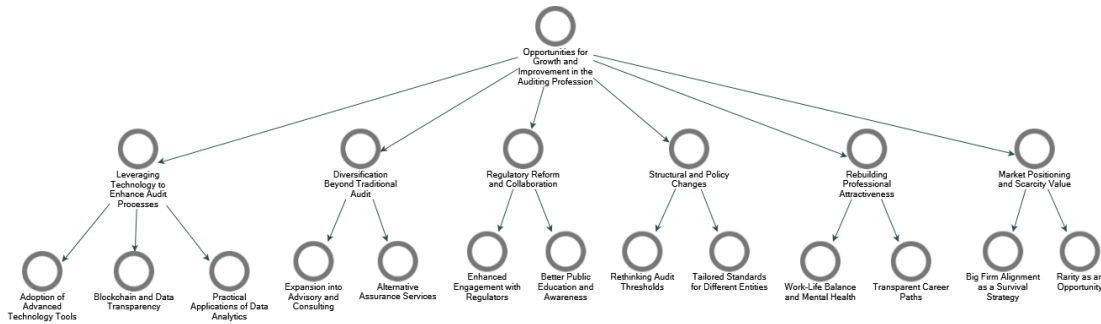 Opportunities for
Growth and
Improvement in the
Auditing Profession
Leveraging
Technology to
Enhance Audit
Processes
Diversification
Beyond Traditional
Audit
Regulatory Reform
and Collaboration
Structural and Policy
Changes
Rebuilding
Professional
Attractiveness
Market Positioning
and Scarcity Value
Adoption of
Advanced
Technology Tools
Blockchain and Data
Transparency
Practical
Applications of Data
Analytics
Expansion into
Advisory and
Consulting
Alternative
Assurance Services
Enhanced
Engagement with
Regulators
Better Public
Education and
Awareness
Rethinking Audit
Thresholds
Tailored Standards
for Different Entities
Work-Life Balance
and Mental Health
Transparent Career
Paths
Big Firm Alignment
as a Survival
Strategy
Rarity as an
Opportunity